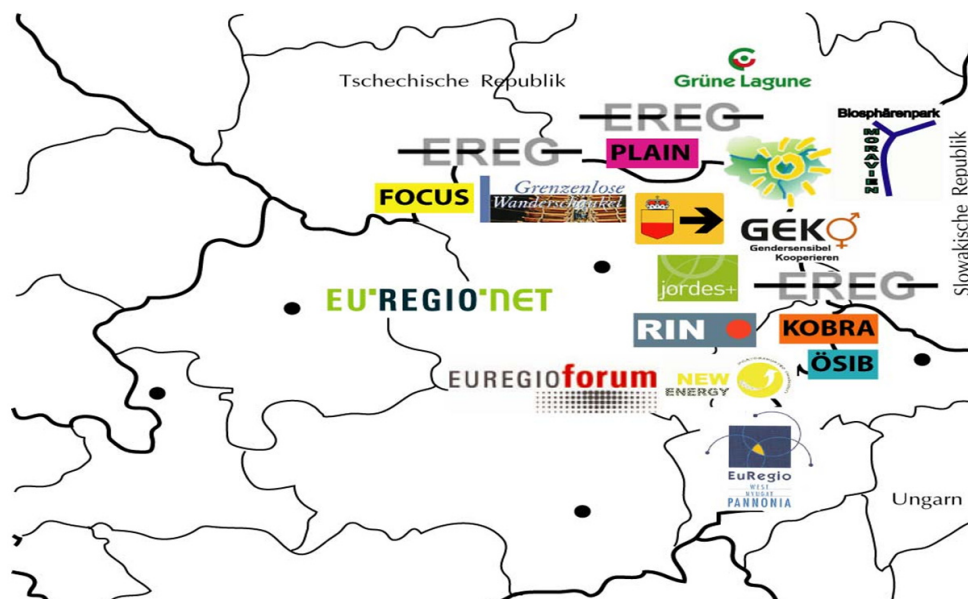 Tschechische Republik
Grüne Lagune
EREG
Biosphärenpark
MORAVIEN
EREG
PLAIN
FOCUS
Grenzenlose
Wanderschaukel
Slowakische Republik
GEKO
Gendersensibel
Kooperieren
jordes+
EREG
EU REGIO NET
RIN
KOBRA
ÖSIB
EUREGIOforum
NEW
ENERGY
EuRegio
WEST
NYUGAT
PANNONIA
Ungarn